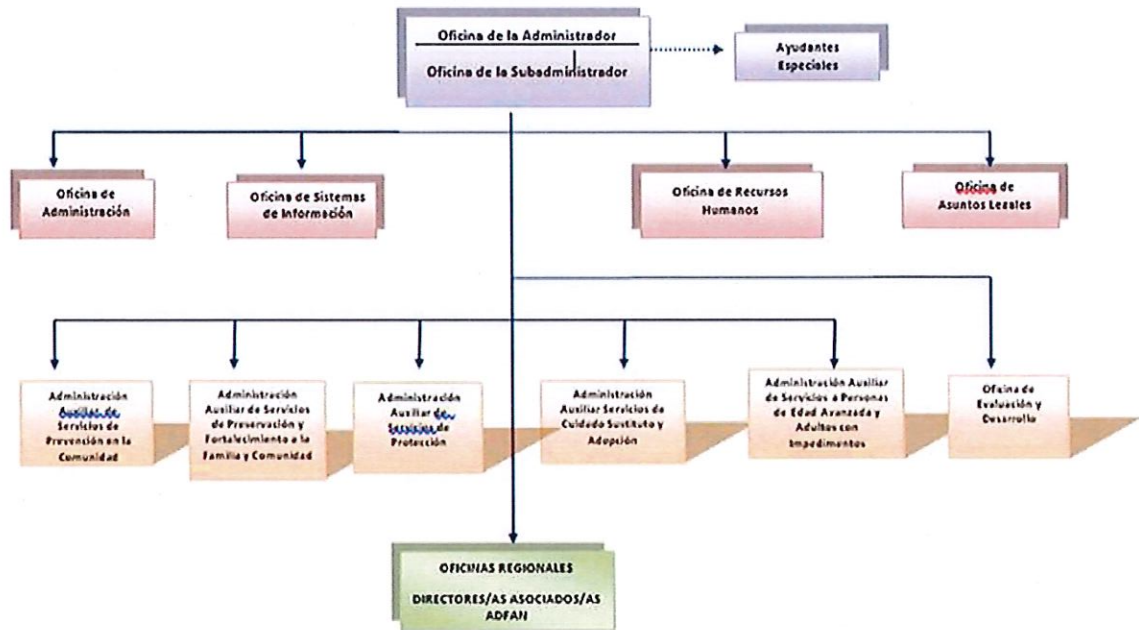 Oficina de la Administrador
Oficina de la Subadministrador
Ayudantes
Especiales
Oficina de
Administración
Oficina de Sistemas
de Información
Oficina de Recursos
Humanos
Oficina de
Asuntos Legales
Administración
Auxiliar de
Servicios de
Prevención en la
Comunidad
Administración
Auxiliar de Servicios
de Preservación y
Fortalecimiento a la
Familia y Comunidad
Administración
Auxiliar de
Servicios de
Protección
Administración
Auxiliar Servicios de
Cuidado Sustituto y
Adopción
Administración Auxiliar
de Servicios a Personas
de Edad Avanzada y
Adultos con
Impedimentos
Oficina de
Evaluación y
Desarrollo
OFICINAS REGIONALES
DIRECTORES/AS ASOCIADOS/AS
ADFAN